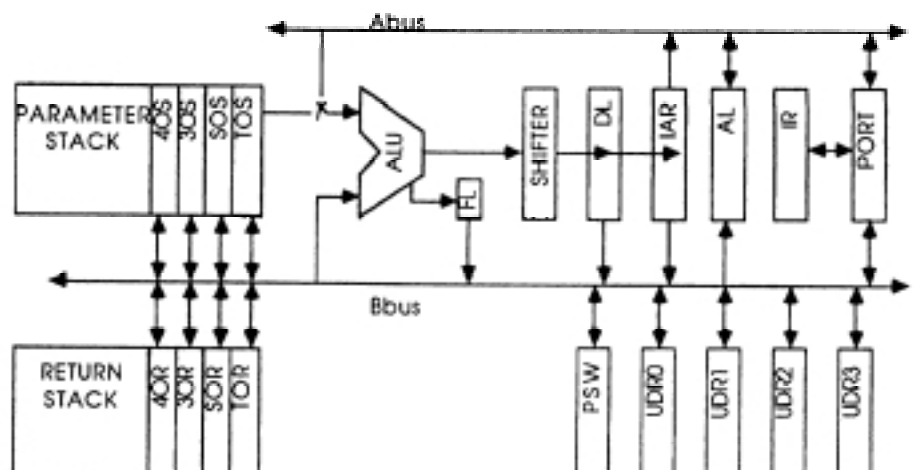 Abus
PARAMETER
STACK
4OS
3OS
SOS
TOS
ALU
FL
SHIFTER
DL
IAR
AL
IR
PORT
Bbus
RETURN
STACK
4OR
3OR
SOR
TOR
PSW
UDR0
UDR1
UDR2
UDR3